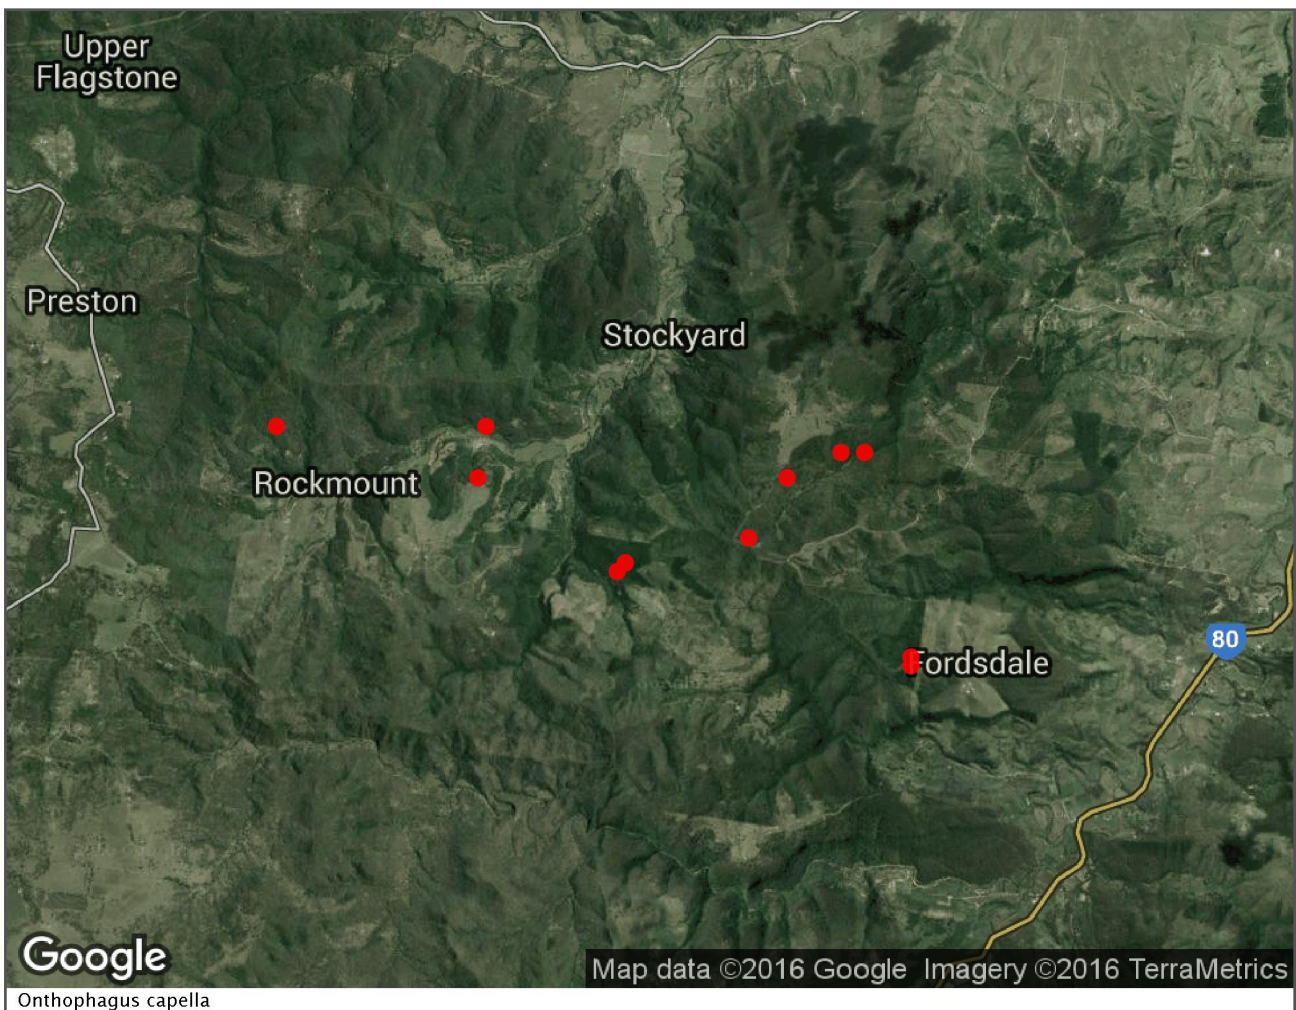 Upper
Flagstone
Preston
Stockyard
Rockmount
80
Fordsdale
Google
Map data ©2016 Google Imagery ©2016 TerraMetrics
Onthophagus capella